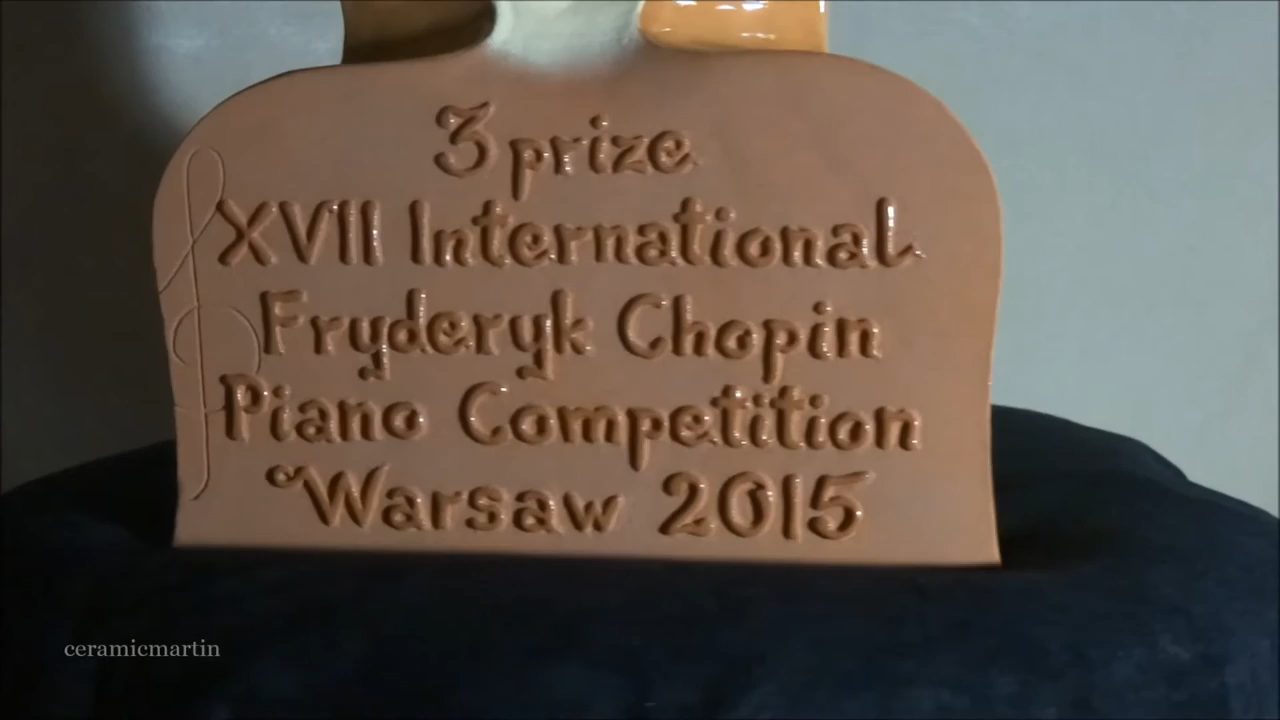 3 prize
XVII International
Fryderyk Chopin
Piano Competition
Warsaw 2015
ceramicmartin